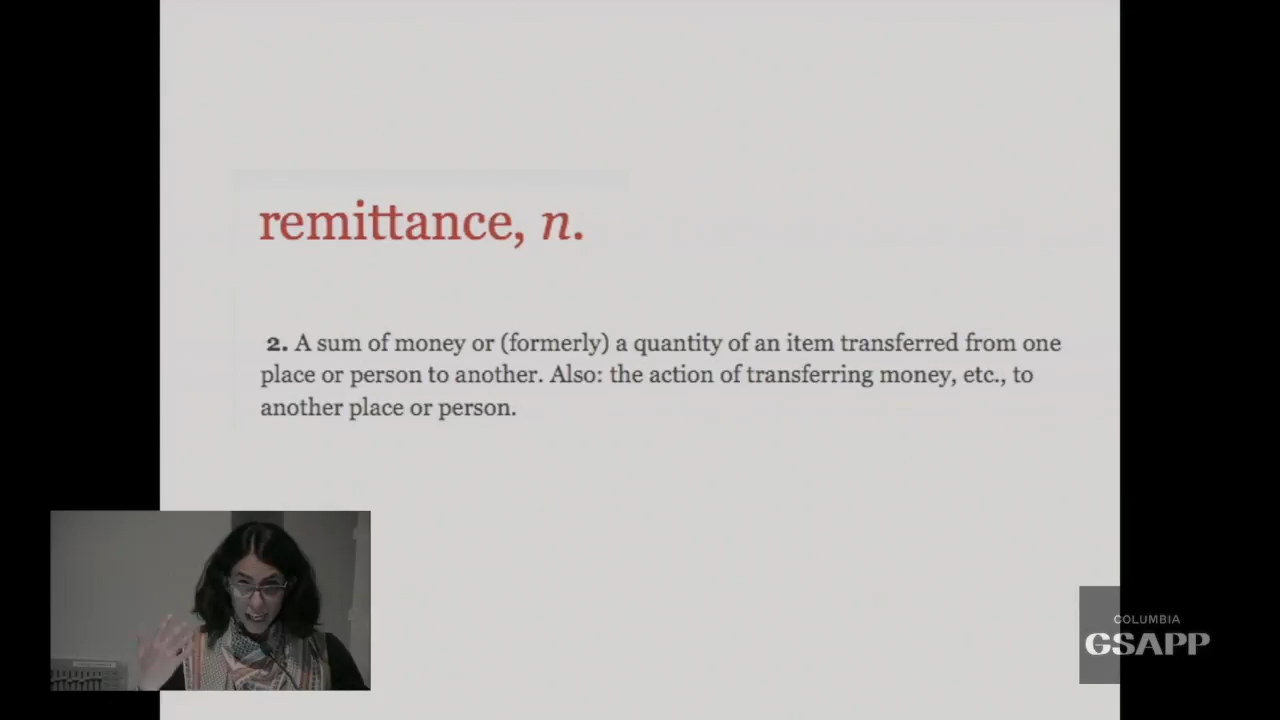 remittance, n.
2. A sum of money or (formerly) a quantity of an item transferred from one
place or person to another. Also: the action of transferring money, etc., to
another place or person.
COLUMBIA
GSAPP